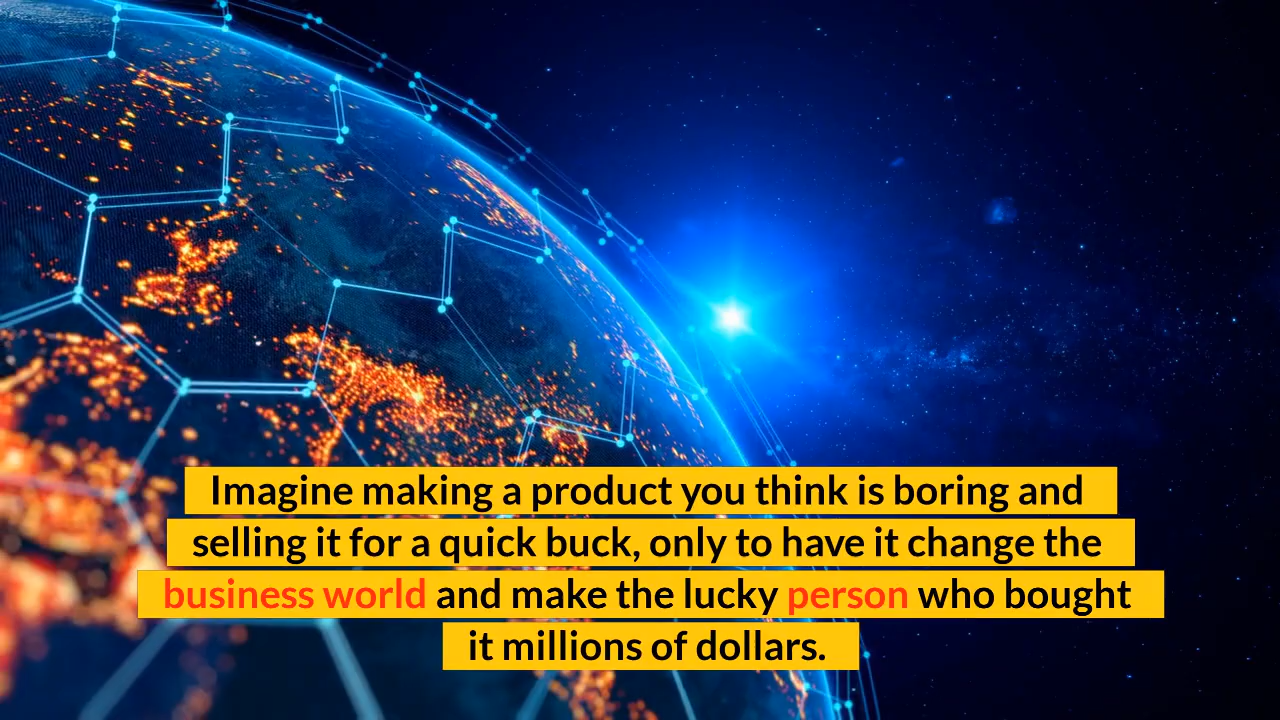 Imagine making a product you think is boring and
selling it for a quick buck, only to have it change the
business world and make the lucky person who bought
it millions of dollars.